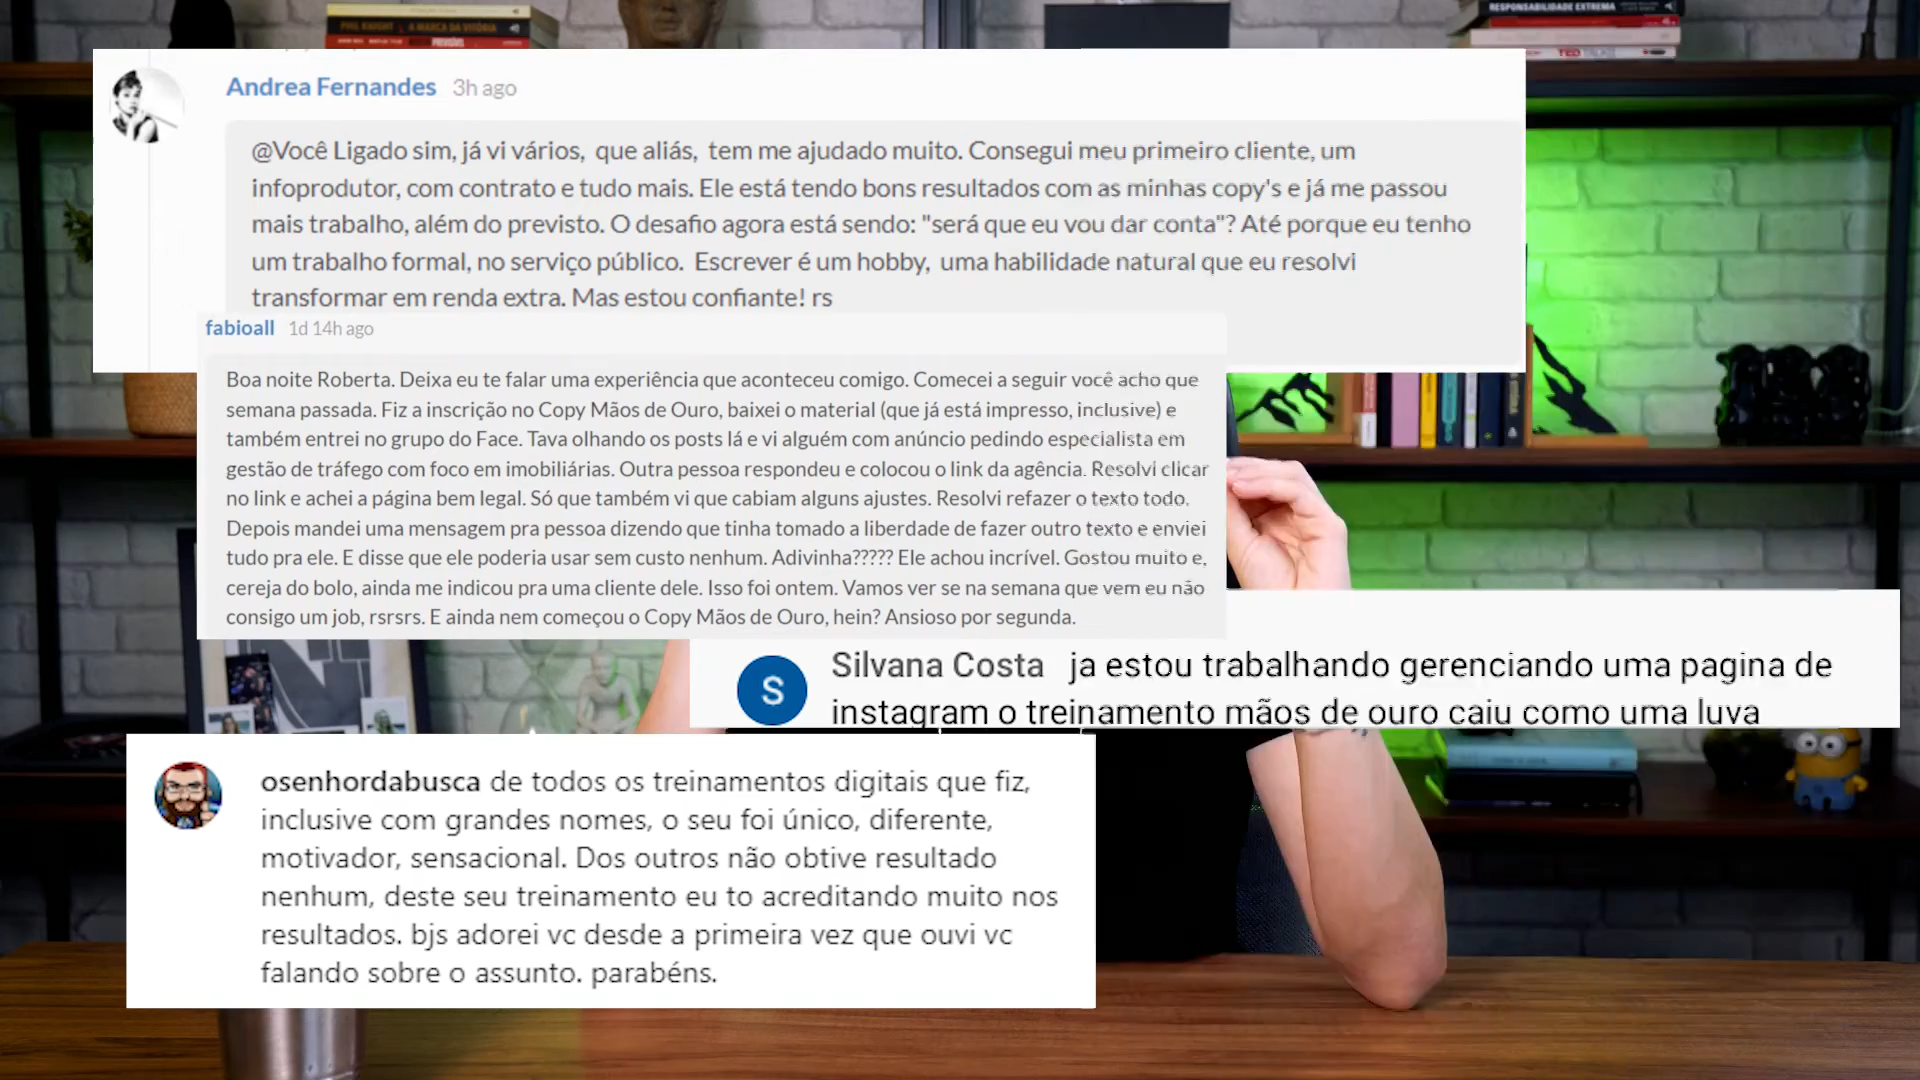 PHIL KNIGHT A MARCA DA VITÓRIA
RESPONSABILIDADE EXTREMA
TED TALKS
Andrea Fernandes 3h ago
@Você Ligado sim, já vi vários, que aliás, tem me ajudado muito. Consegui meu primeiro cliente, um
infoprodutor, com contrato e tudo mais. Ele está tendo bons resultados com as minhas copy's e já me passou
mais trabalho, além do previsto. O desafio agora está sendo: "será que eu vou dar conta"? Até porque eu tenho
um trabalho formal, no serviço público. Escrever é um hobby, uma habilidade natural que eu resolvi
transformar em renda extra. Mas estou confiante! rs
fabioall 1d 14h ago
Boa noite Roberta. Deixa eu te falar uma experiência que aconteceu comigo. Comecei a seguir você acho que
semana passada. Fiz a inscrição no Copy Mãos de Ouro, baixei o material (que já está impresso, inclusive) e
também entrei no grupo do Face. Tava olhando os posts lá e vi alguém com anúncio pedindo especialista em
gestão de tráfego com foco em imobiliárias. Outra pessoa respondeu e colocou o link da agência. Resolvi clicar
no link e achei a página bem legal. Só que também vi que cabiam alguns ajustes. Resolvi refazer o texto todo.
Depois mandei uma mensagem pra pessoa dizendo que tinha tomado a liberdade de fazer outro texto e enviei
tudo pra ele. E disse que ele poderia usar sem custo nenhum. Adivinha????? Ele achou incrível. Gostou muito e,
cereja do bolo, ainda me indicou pra uma cliente dele. Isso foi ontem. Vamos ver se na semana que vem eu não
consigo um job, rsrsrs. E ainda nem começou o Copy Mãos de Ouro, hein? Ansioso por segunda.
S
Silvana Costa ja estou trabalhando gerenciando uma pagina de
instagram o treinamento mãos de ouro caiu como uma luva
osenhordabusca de todos os treinamentos digitais que fiz,
inclusive com grandes nomes, o seu foi único, diferente,
motivador, sensacional. Dos outros não obtive resultado
nenhum, deste seu treinamento eu to acreditando muito nos
resultados. bjs adorei vc desde a primeira vez que ouvi vc
falando sobre o assunto. parabéns.